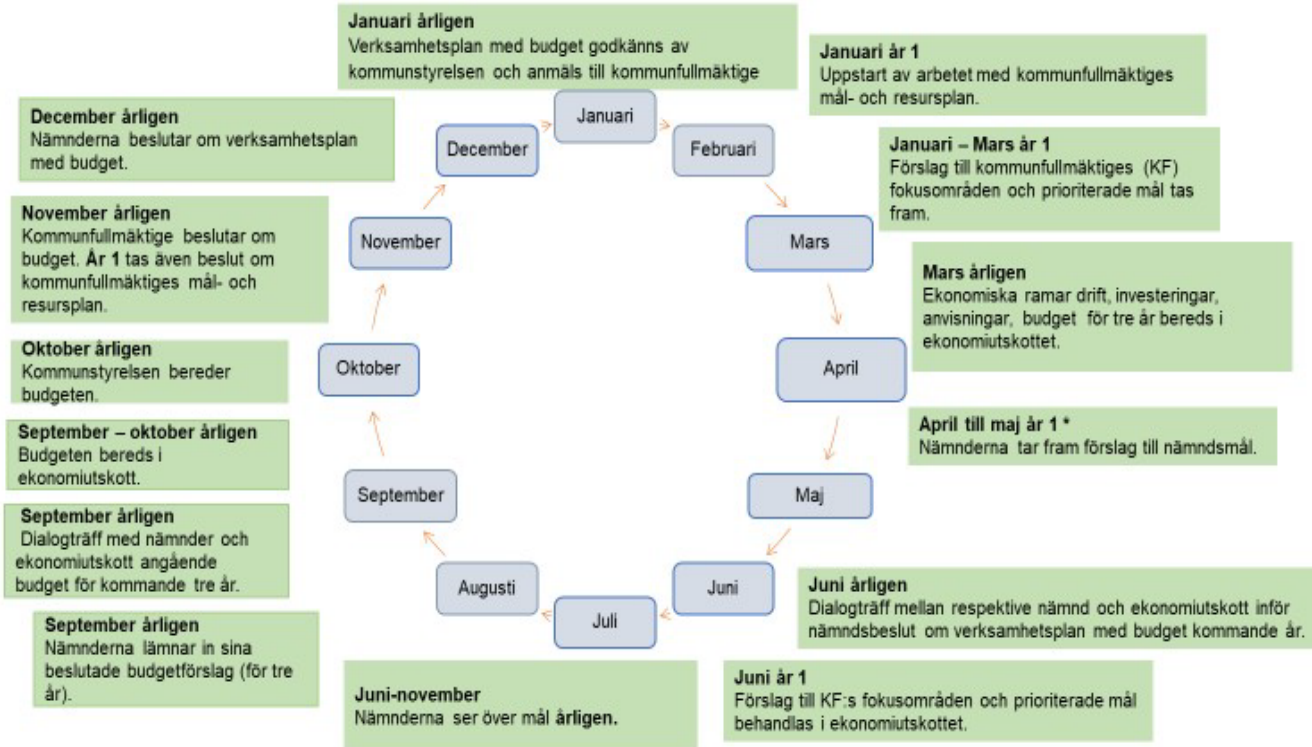 Januari årligen
Verksamhetsplan med budget godkänns av
kommunstyrelsen och anmäls till kommunfullmäktige
Januari år 1
Uppstart av arbetet med kommunfullmäktiges
mål- och resursplan.
Januari – Mars år 1
Förslag till kommunfullmäktiges (KF)
fokusområden och prioriterade mål tas
fram.
Mars årligen
Ekonomiska ramar drift, investeringar,
anvisningar, budget för tre år bereds i
ekonomiutskottet.
April till maj år 1 *
Nämnderna tar fram förslag till nämndsmål.
Juni årligen
Dialogträff mellan respektive nämnd och ekonomiutskott inför
nämndsbeslut om verksamhetsplan med budget kommande år.
Juni år 1
Förslag till KF:s fokusområden och prioriterade mål
behandlas i ekonomiutskottet.
Juni-november
Nämnderna ser över mål årligen.
September årligen
Nämnderna lämnar in sina
beslutade budgetförslag (för tre
år).
September årligen
Dialogträff med nämnder och
ekonomiutskott angående
budget för kommande tre år.
September – oktober årligen
Budgeten bereds i
ekonomiutskott.
Oktober årligen
Kommunstyrelsen bereder
budgeten.
November årligen
Kommunfullmäktige beslutar om
budget. År 1 tas även beslut om
kommunfullmäktiges mål- och
resursplan.
December årligen
Nämnderna beslutar om verksamhetsplan
med budget.
Januari
Februari
Mars
April
Maj
Juni
Juli
Augusti
September
Oktober
November
December